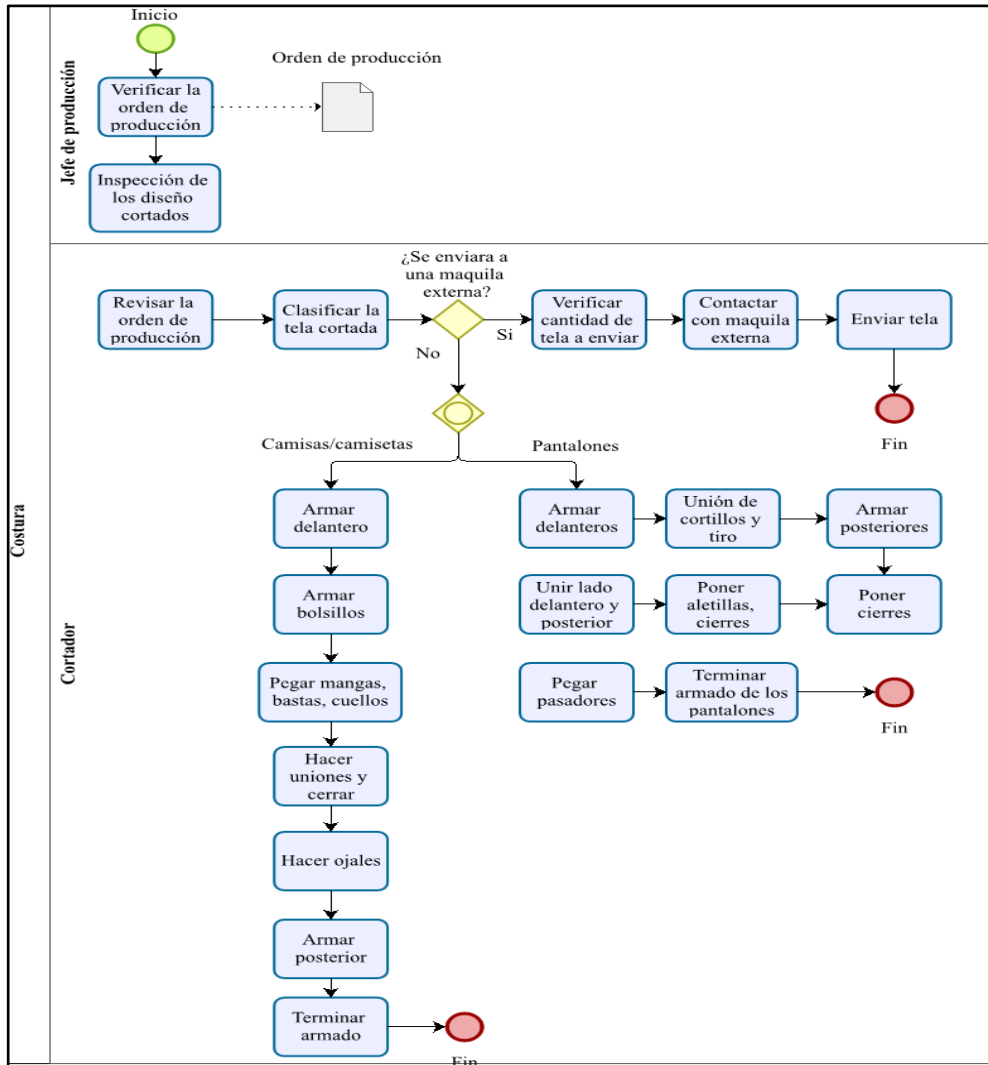 Costura
Jefe de producción
Inicio
Verificar la
orden de
producción
Orden de producción
Inspección de
los diseño
cortados
Cortador
Revisar la
orden de
producción
Clasificar la
tela cortada
¿Se enviara a
una maquila
externa?
Si
No
Verificar
cantidad de
tela a enviar
Contactar
con maquila
externa
Enviar tela
Fin
Camisas/camisetas
Pantalones
Armar
delantero
Armar
bolsillos
Pegar mangas,
bastas, cuellos
Hacer
uniones y
cerrar
Hacer ojales
Armar
posterior
Terminar
armado
Fin
Armar
delanteros
Unión de
cortillos y
tiro
Armar
posteriores
Unir lado
delantero y
posterior
Poner
aletillas,
cierres
Poner
cierres
Pegar
pasadores
Terminar
armado de los
pantalones
Fin